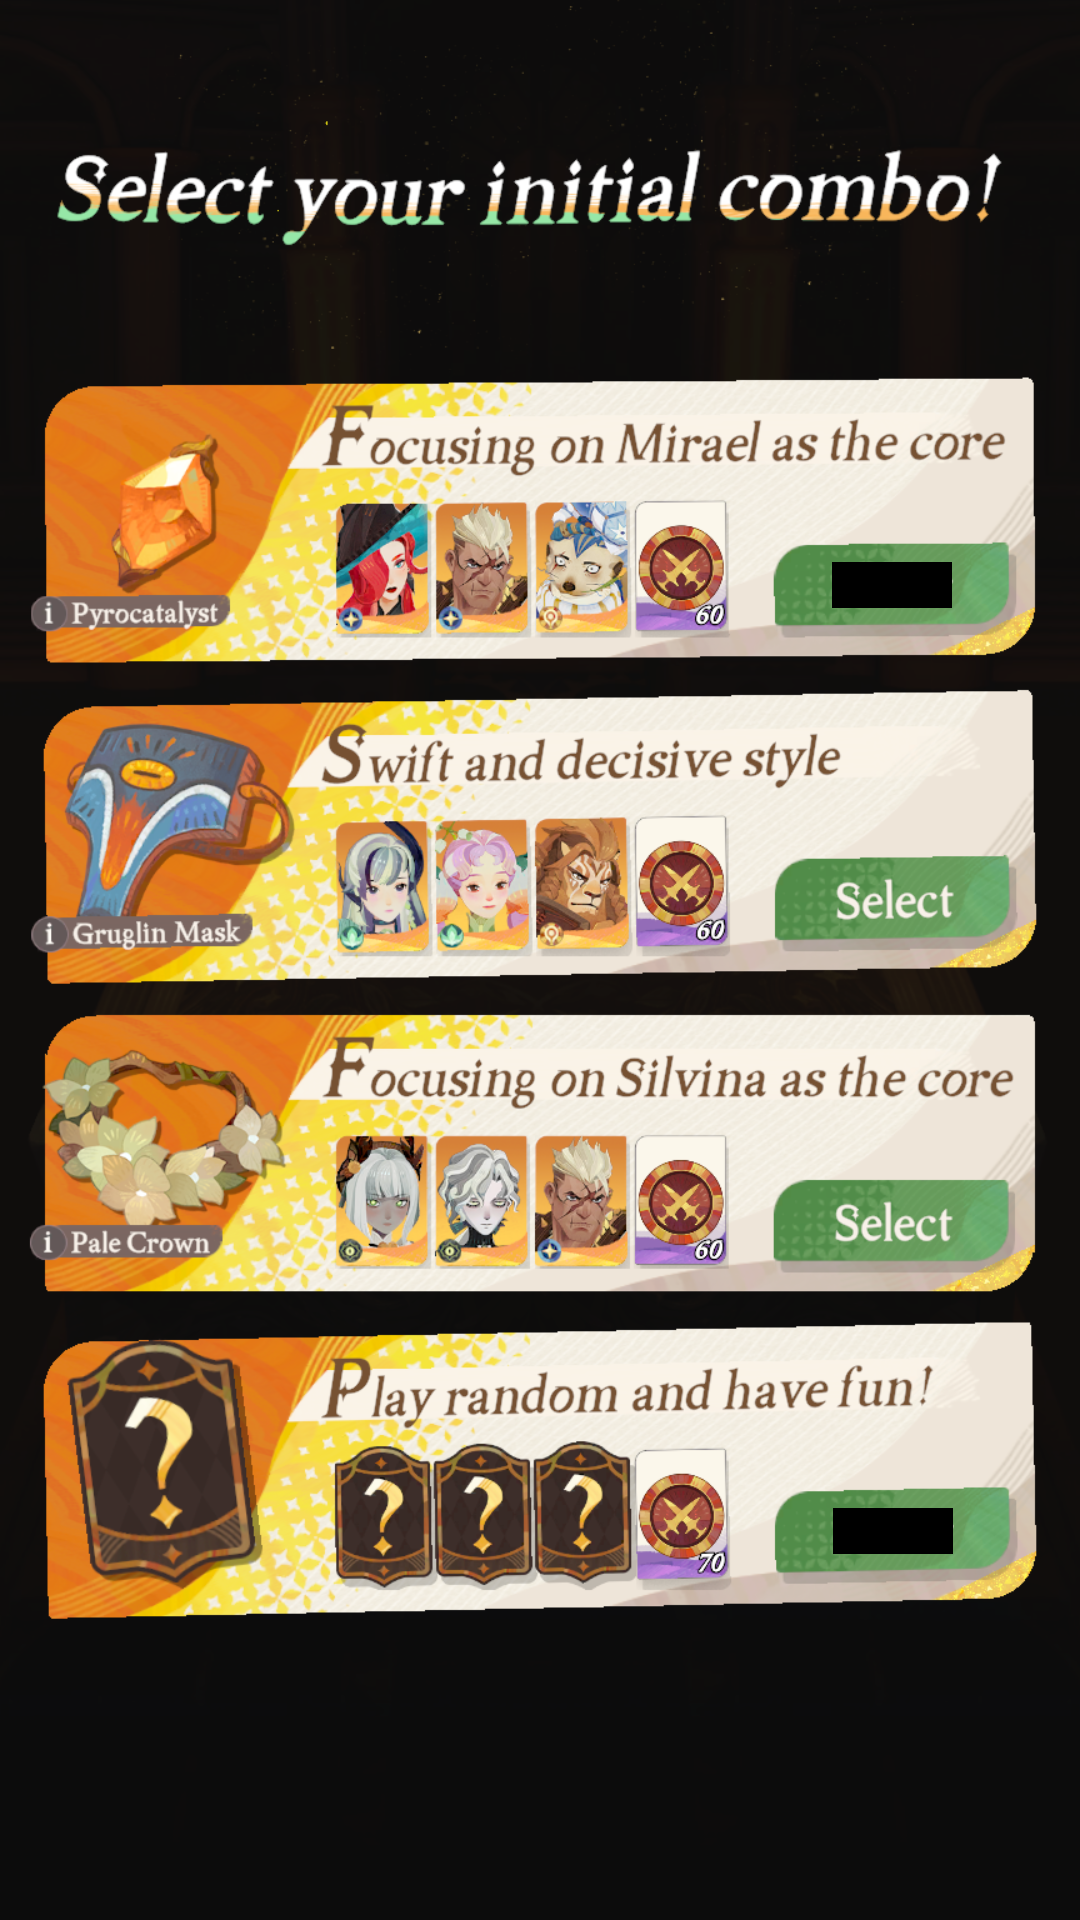 Select your initial combo!
Focusing on Mirael as the core
60
i Pyrocatalyst
Swift and decisive style
60
Select
i Gruglin Mask
Focusing on Silvina as the core
60
Select
i Pale Crown
Play random and have fun!
?
? ? ?
70